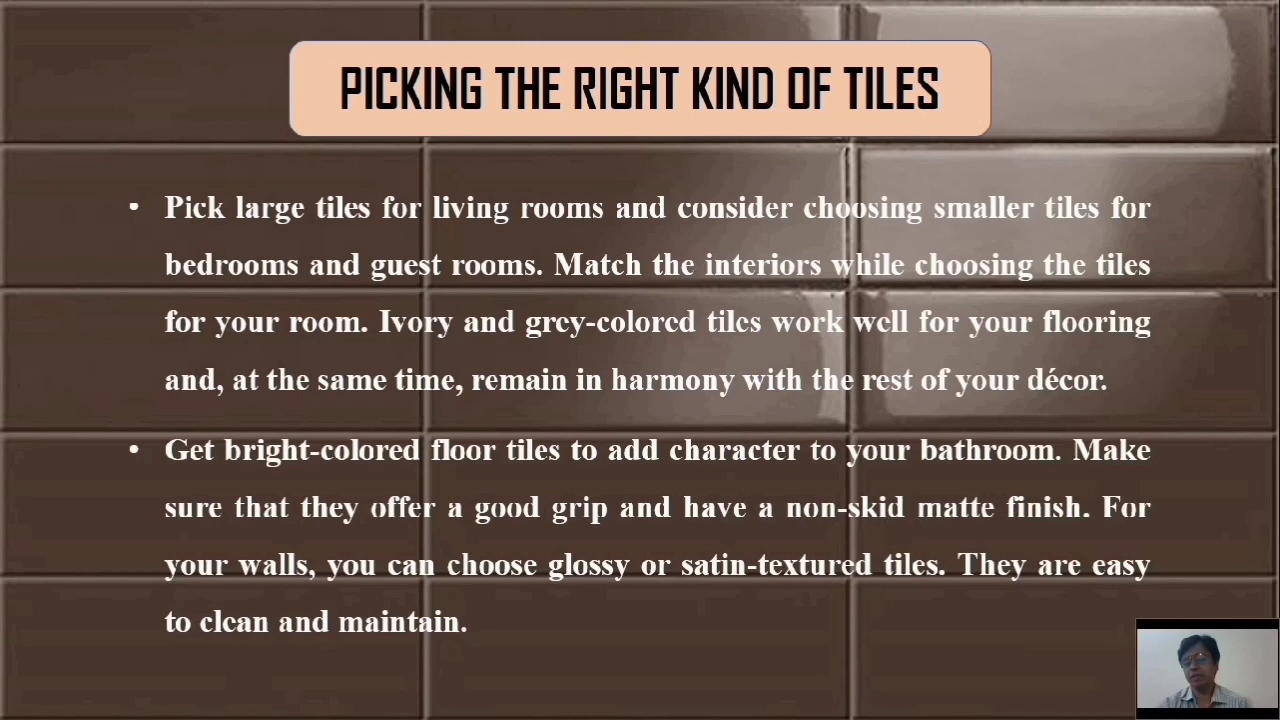 PICKING THE RIGHT KIND OF TILES
• Pick large tiles for living rooms and consider choosing smaller tiles for
bedrooms and guest rooms. Match the interiors while choosing the tiles
for your room. Ivory and grey-colored tiles work well for your flooring
and, at the same time, remain in harmony with the rest of your décor.
• Get bright-colored floor tiles to add character to your bathroom. Make
sure that they offer a good grip and have a non-skid matte finish. For
your walls, you can choose glossy or satin-textured tiles. They are easy
to clean and maintain.